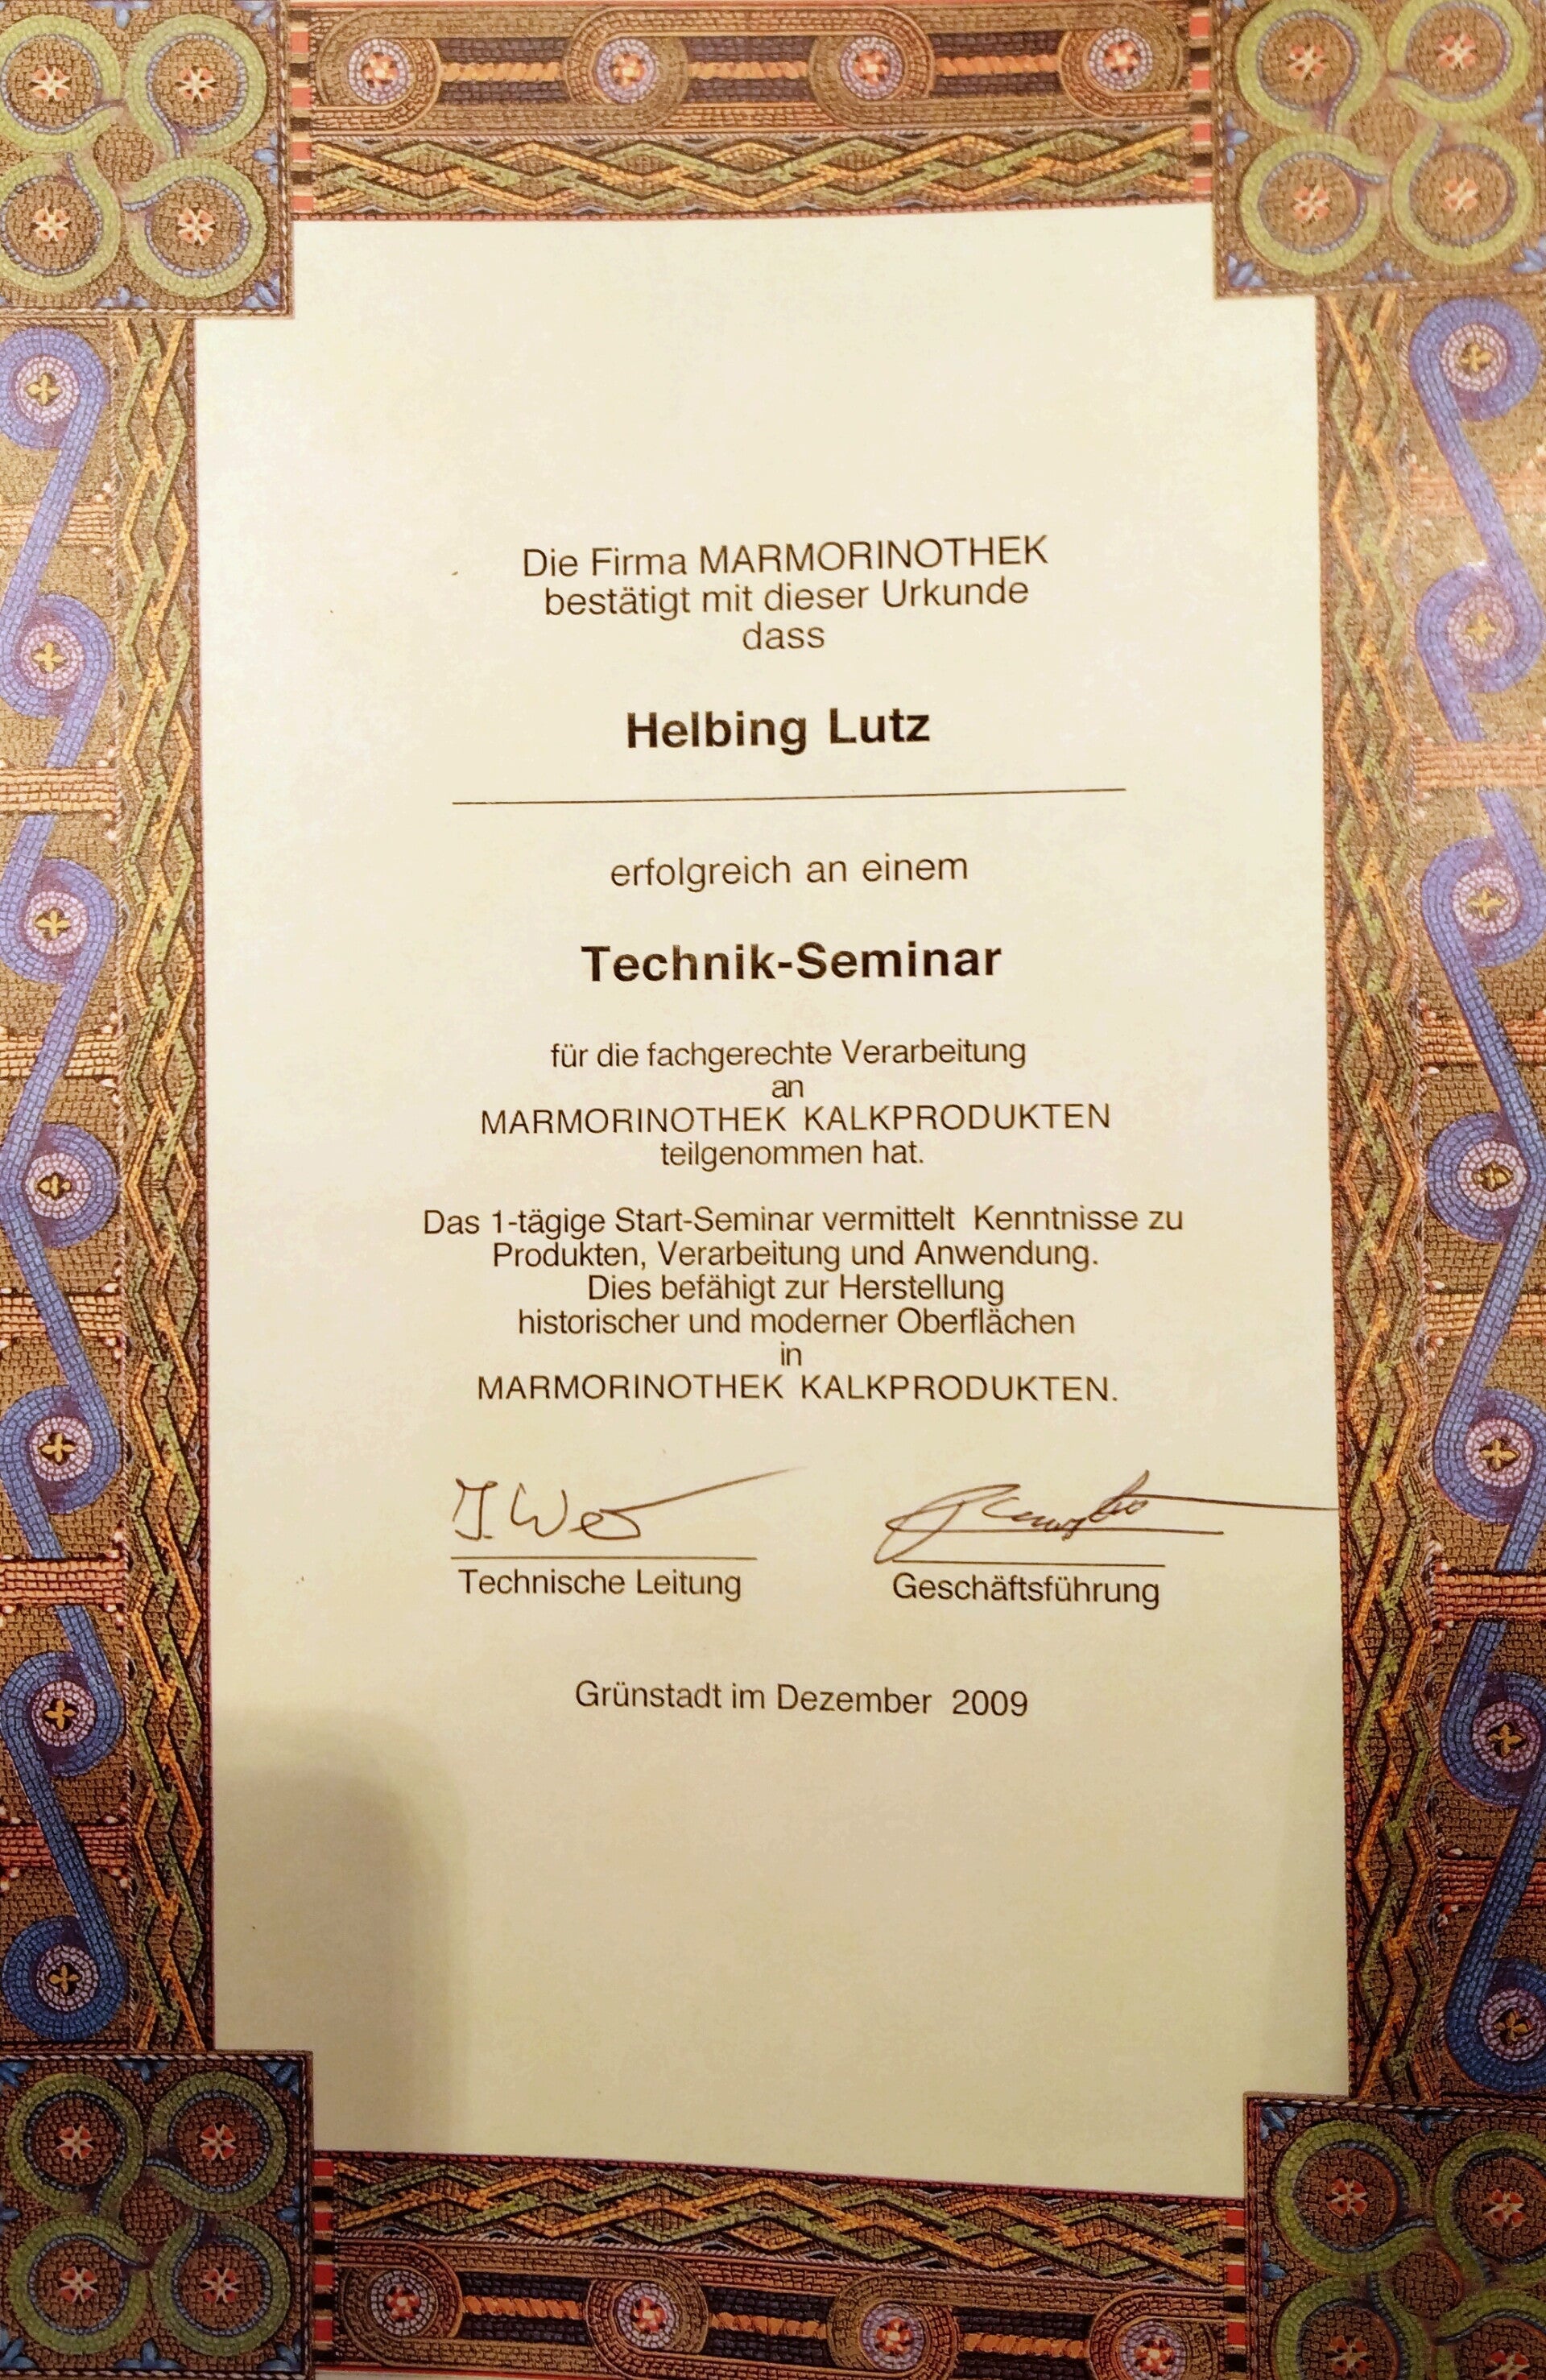 Die Firma MARMORINOTHEK
bestätigt mit dieser Urkunde
dass
Helbing Lutz
erfolgreich an einem
Technik-Seminar
für die fachgerechte Verarbeitung
an
MARMORINOTHEK KALKPRODUKTEN
teilgenommen hat.
Das 1-tägige Start-Seminar vermittelt Kenntnisse zu
Produkten, Verarbeitung und Anwendung.
Dies befähigt zur Herstellung
historischer und moderner Oberflächen
in
MARMORINOTHEK KALKPRODUKTEN.
Technische Leitung
Geschäftsführung
Grünstadt im Dezember 2009